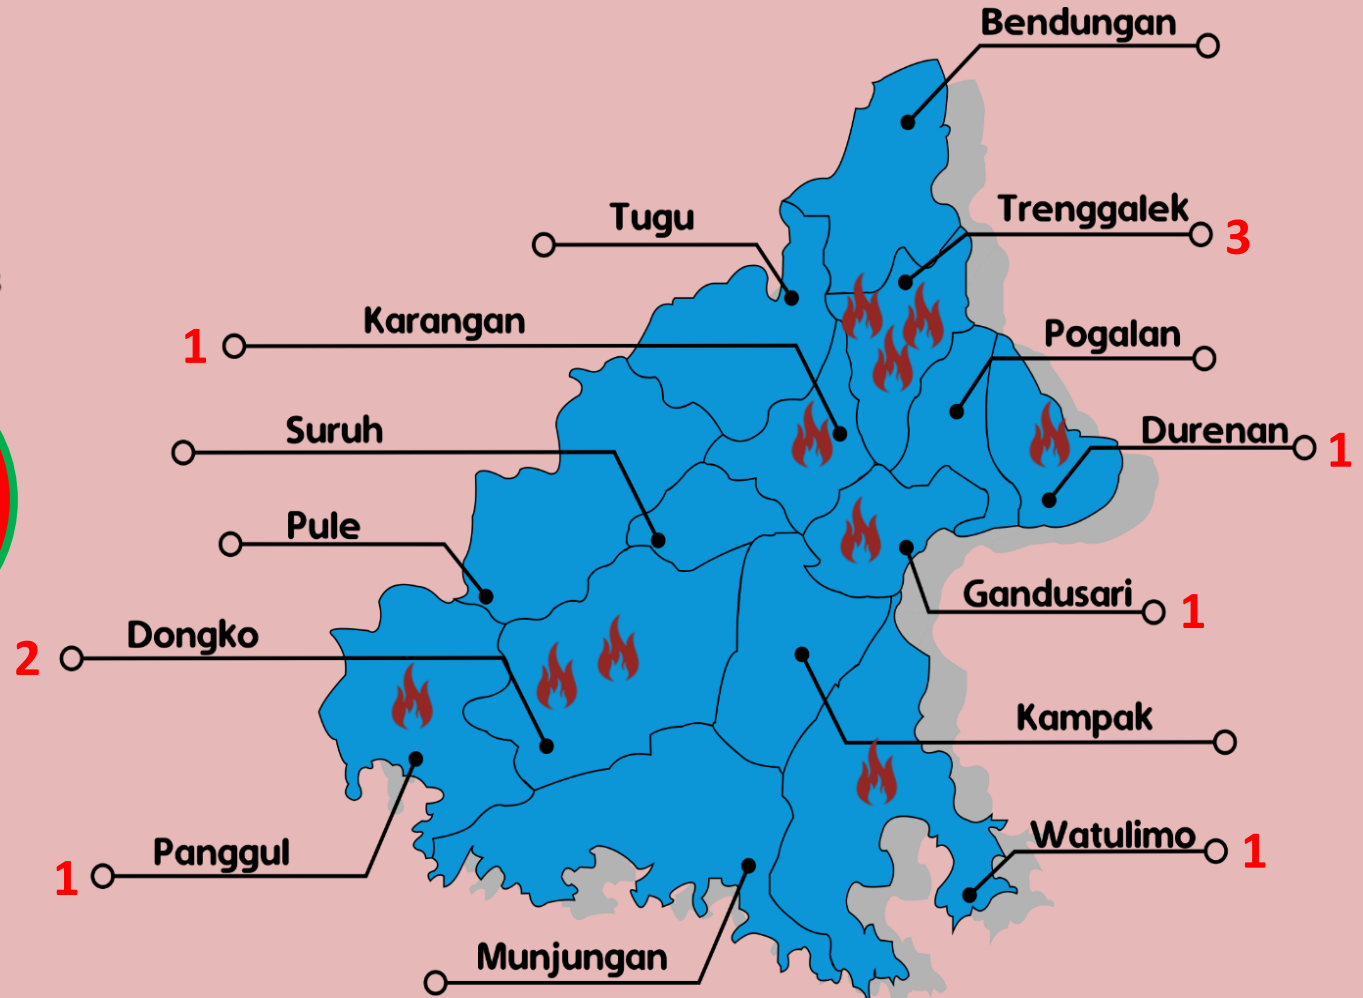 Bendungan
Trenggalek 3
Tugu
1 Karangan
Pogalan
Suruh
Durenan 1
Pule
Gandusari 1
2 Dongko
Kampak
Watulimo 1
1 Panggul
Munjungan